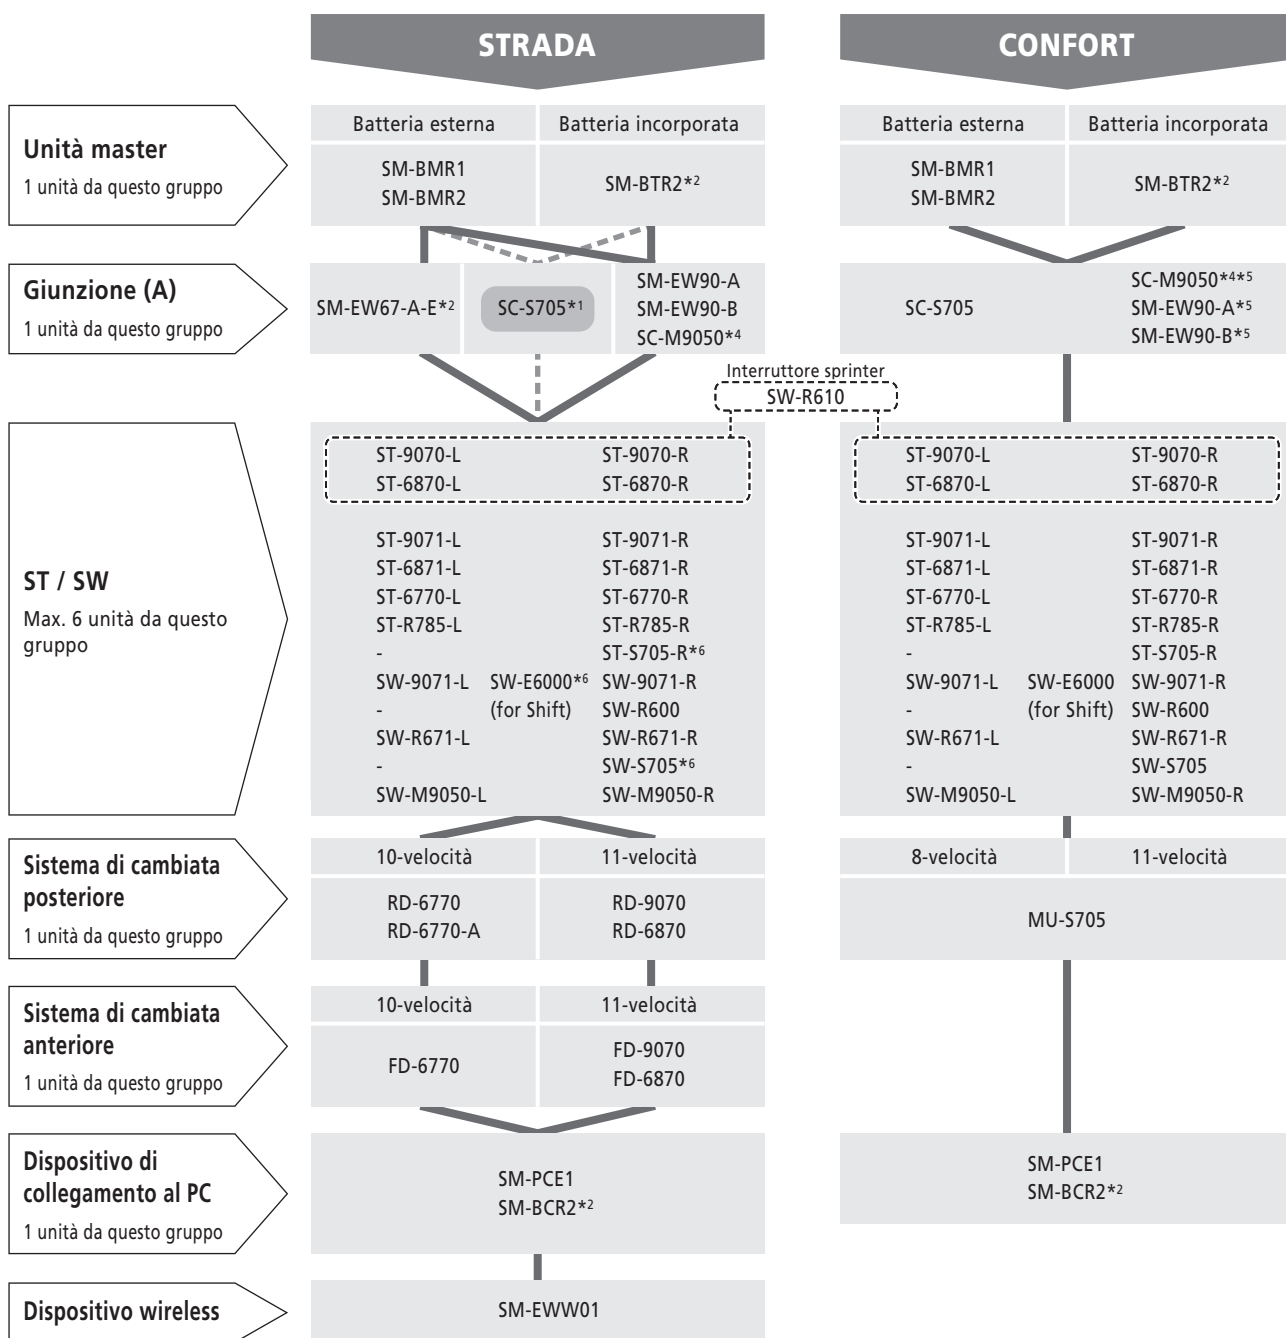 STRADA
CONFORT
Unità master
1 unità da questo gruppo
Batteria esterna
Batteria incorporata
SM-BMR1
SM-BMR2
SM-BTR2*2
Batteria esterna
Batteria incorporata
SM-BMR1
SM-BMR2
SM-BTR2*2
Giunzione (A)
1 unità da questo gruppo
SM-EW67-A-E*2
SC-S705*1
SM-EW90-A
SM-EW90-B
SC-M9050*4
SC-S705
SC-M9050*4*5
SM-EW90-A*5
SM-EW90-B*5
Interruttore sprinter
SW-R610
ST / SW
Max. 6 unità da questo
gruppo
ST-9070-L ST-9070-R
ST-6870-L ST-6870-R
ST-9071-L ST-9071-R
ST-6871-L ST-6871-R
ST-6770-L ST-6770-R
ST-R785-L ST-R785-R
- ST-S705-R*6
SW-9071-L SW-E6000*6 SW-9071-R
- (for Shift) SW-R600
SW-R671-L SW-R671-R
- SW-S705*6
SW-M9050-L SW-M9050-R
ST-9070-L ST-9070-R
ST-6870-L ST-6870-R
ST-9071-L ST-9071-R
ST-6871-L ST-6871-R
ST-6770-L ST-6770-R
ST-R785-L ST-R785-R
- ST-S705-R
SW-9071-L SW-E6000 SW-9071-R
- (for Shift) SW-R600
SW-R671-L SW-R671-R
- SW-S705
SW-M9050-L SW-M9050-R
Sistema di cambiata
posteriore
1 unità da questo gruppo
10-velocità
11-velocità
RD-6770
RD-6770-A
RD-9070
RD-6870
8-velocità
11-velocità
MU-S705
Sistema di cambiata
anteriore
1 unità da questo gruppo
10-velocità
11-velocità
FD-6770
FD-9070
FD-6870
Dispositivo di
collegamento al PC
1 unità da questo gruppo
SM-PCE1
SM-BCR2*2
SM-PCE1
SM-BCR2*2
Dispositivo wireless
SM-EWW01